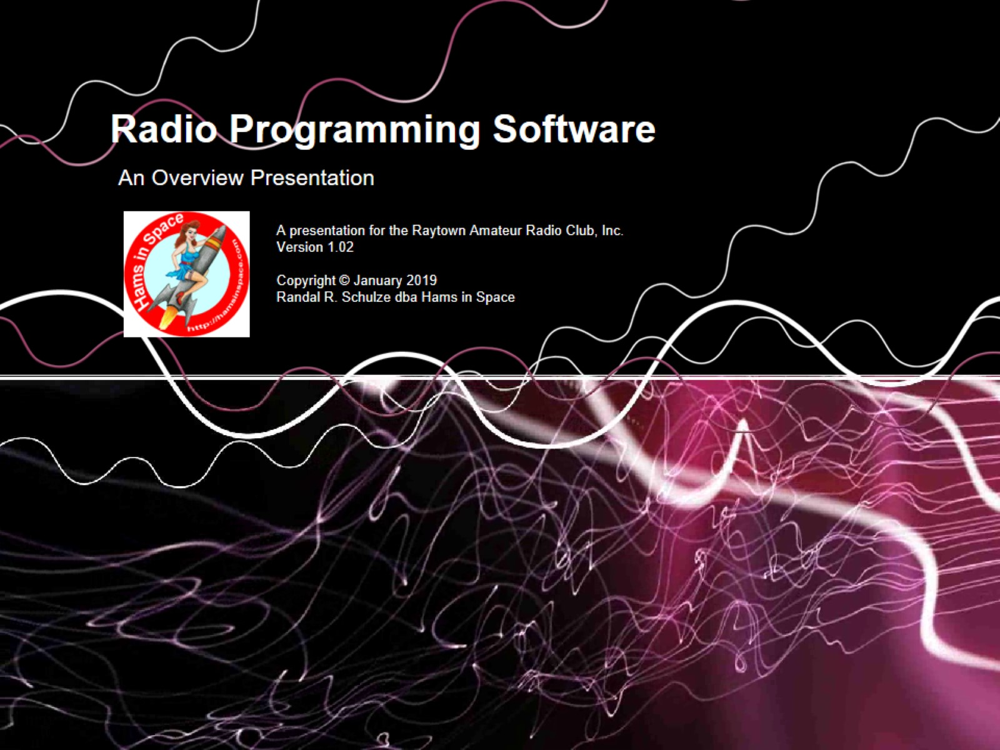 Radio Programming Software
An Overview Presentation
Hams in Space
http://hamsinspace.com
A presentation for the Raytown Amateur Radio Club, Inc.
Version 1.02
Copyright © January 2019
Randal R. Schulze dba Hams in Space